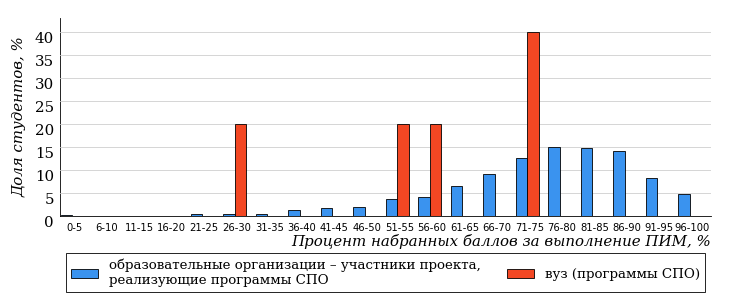 Доля студентов, %
40
35
30
25
20
15
10
5
0
0-5 6-10 11-15 16-20 21-25 26-30 31-35 36-40 41-45 46-50 51-55 56-60 61-65 66-70 71-75 76-80 81-85 86-90 91-95 96-100
Процент набранных баллов за выполнение ПИМ, %
образовательные организации – участники проекта,
реализующие программы СПО
вуз (программы СПО)